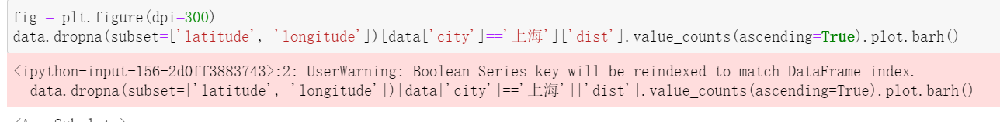 fig = plt.figure(dpi=300)
data.dropna(subset=['latitude', 'longitude'])[data['city']=='上海']['dist'].value_counts(ascending=True).plot.barh()
<ipython-input-156-2d0ff3883743>:2: UserWarning: Boolean Series key will be reindexed to match DataFrame index.
data.dropna(subset=['latitude', 'longitude'])[data['city']=='上海']['dist'].value_counts(ascending=True).plot.barh()